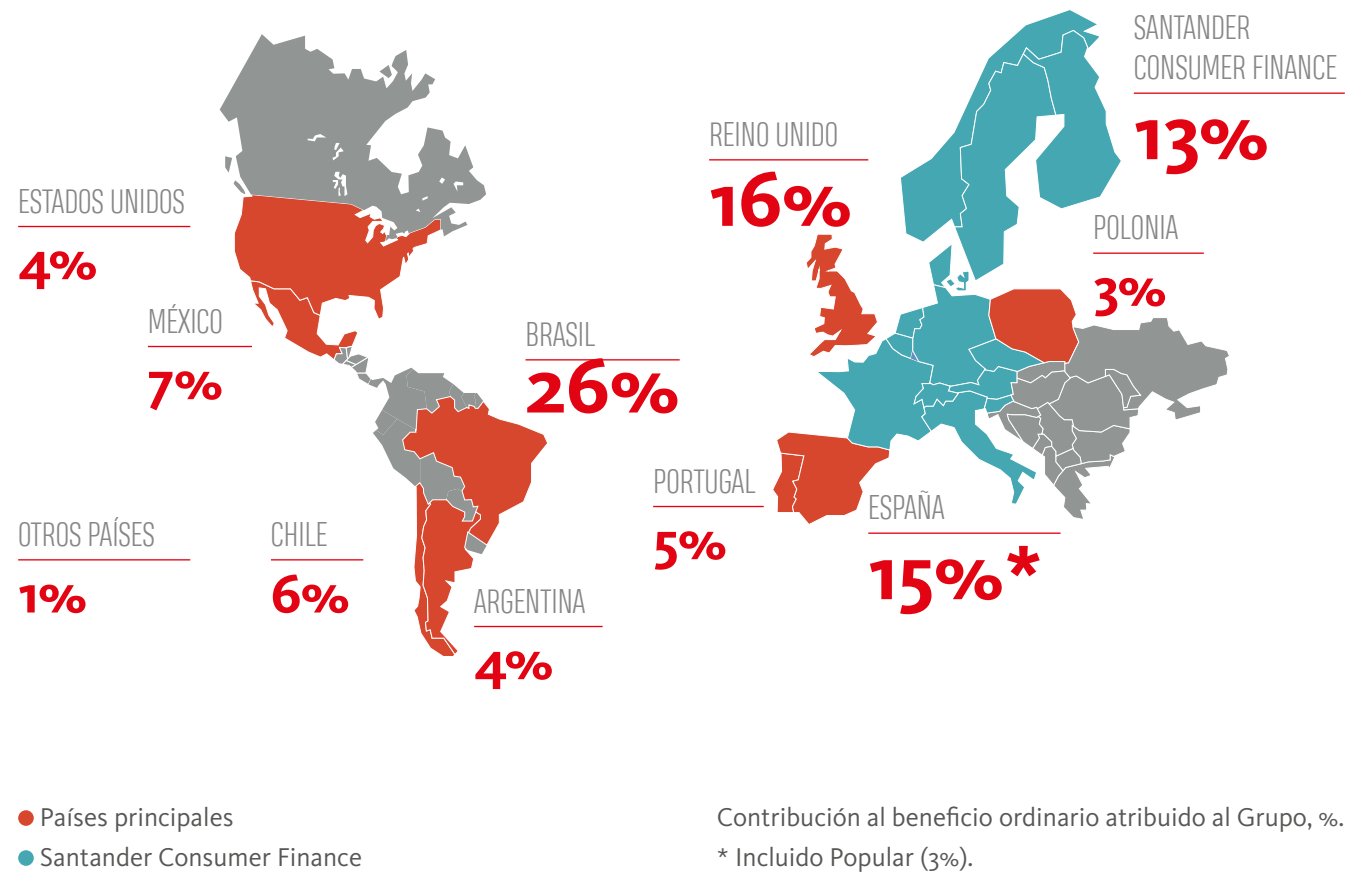 SANTANDER
CONSUMER FINANCE
13%
REINO UNIDO
16%
ESTADOS UNIDOS
4%
POLONIA
3%
MÉXICO
7%
BRASIL
26%
PORTUGAL
5%
ESPAÑA
15%*
OTROS PAÍSES
1%
CHILE
6%
ARGENTINA
4%
Países principales
Santander Consumer Finance
Contribución al beneficio ordinario atribuido al Grupo, %.
* Incluido Popular (3%).